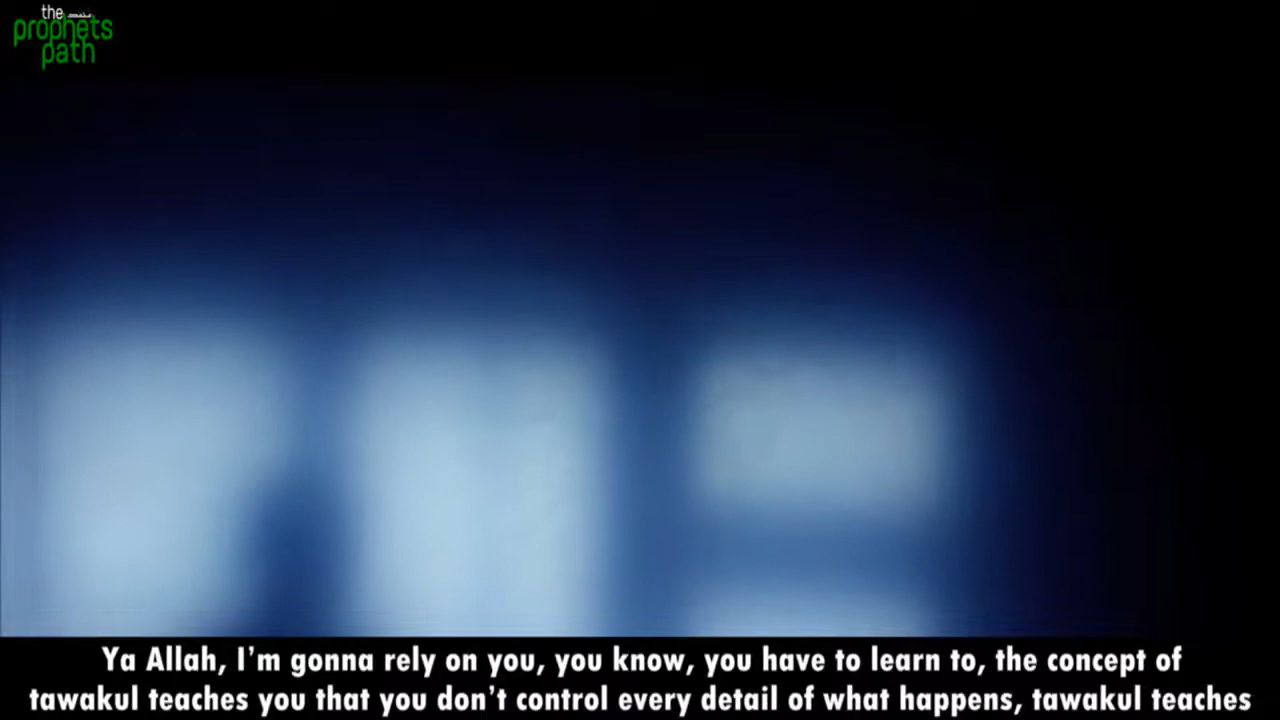 the
prophets
path
Ya Allah, I'm gonna rely on you, you know, you have to learn to, the concept of
tawakul teaches you that you don't control every detail of what happens, tawakul teaches